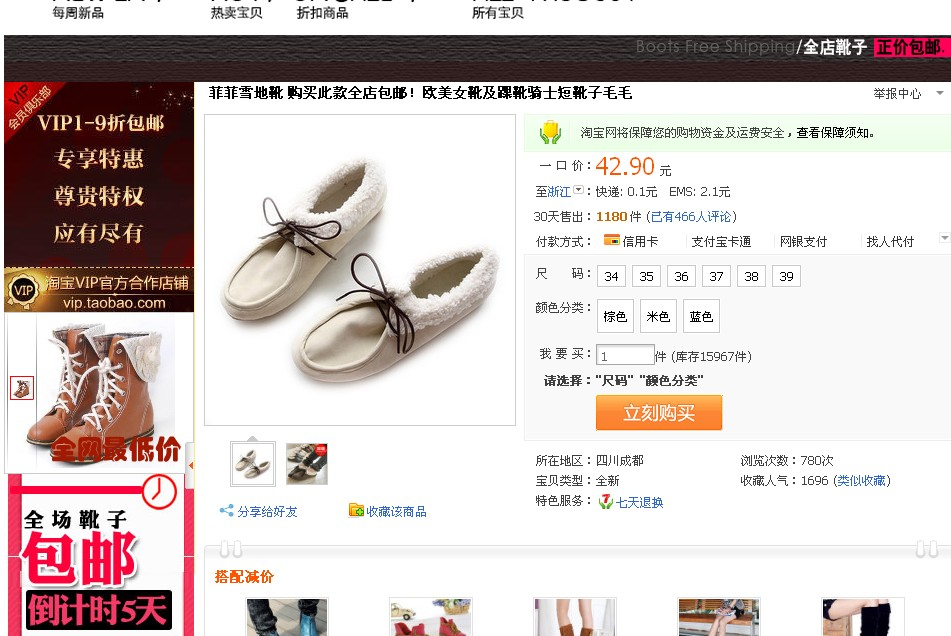 每周新品
热卖宝贝
折扣商品
所有宝贝
Boots Free Shipping/全店靴子 正价包邮.
VIP
会员俱乐部
VIP1-9折包邮
专享特惠
尊贵特权
应有尽有
VIP
淘宝VIP官方合作店铺
vip.taobao.com
全网最低价
全场靴子
包邮
倒计时5天
菲菲雪地靴 购买此款全店包邮！欧美女靴及踝靴骑士短靴子毛毛
举报中心
淘宝网将保障您的购物资金及运费安全，查看保障须知。
一 口 价：42.90 元
至浙江 快递: 0.1元 EMS: 2.1元
30天售出：1180 件 (已有466人评论)
付款方式： 信用卡 支付宝卡通 网银支付 找人代付
尺 码： 34 35 36 37 38 39
颜色分类： 棕色 米色 蓝色
我 要 买： 1 件 (库存15967件)
请选择："尺码" "颜色分类"
立刻购买
所在地区：四川成都 浏览次数：780次
宝贝类型：全新 收藏人气：1696 (类似收藏)
特色服务： 7 七天退换
分享给好友 收藏该商品
搭配减价